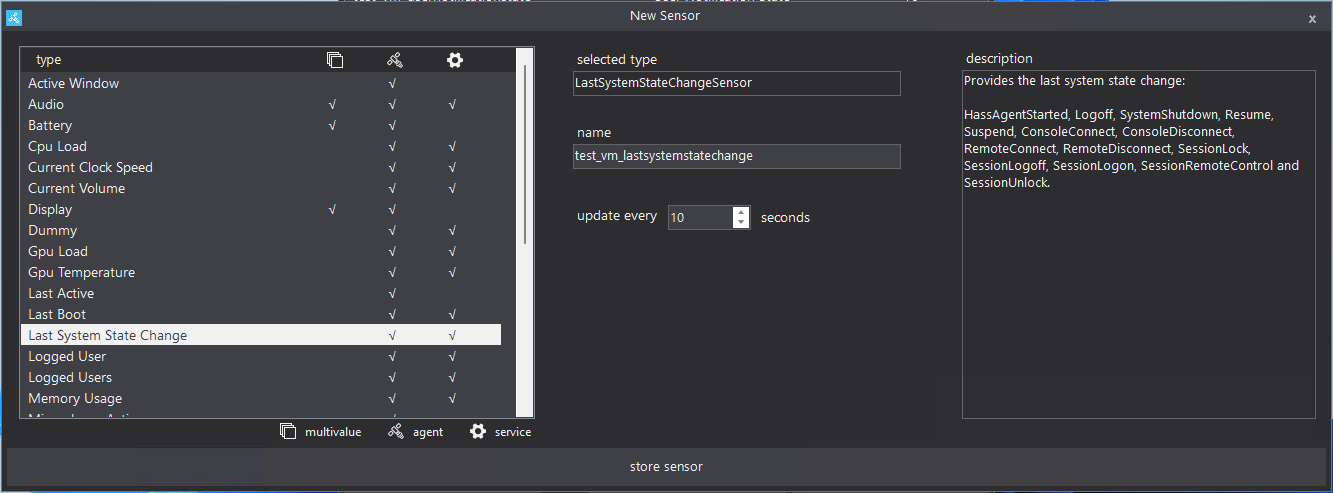 New Sensor
x
type
Active Window √
Audio √ √ √
Battery √ √
Cpu Load √ √
Current Clock Speed √ √
Current Volume √ √
Display √ √
Dummy √ √
Gpu Load √ √
Gpu Temperature √ √
Last Active √
Last Boot √ √
Last System State Change √ √
Logged User √ √
Logged Users √ √
Memory Usage √ √
multivalue agent service
selected type
LastSystemStateChangeSensor
name
test_vm_lastsystemstatechange
update every 10 seconds
description
Provides the last system state change:
HassAgentStarted, Logoff, SystemShutdown, Resume,
Suspend, ConsoleConnect, ConsoleDisconnect,
RemoteConnect, RemoteDisconnect, SessionLock,
SessionLogoff, SessionLogon, SessionRemoteControl and
SessionUnlock.
store sensor